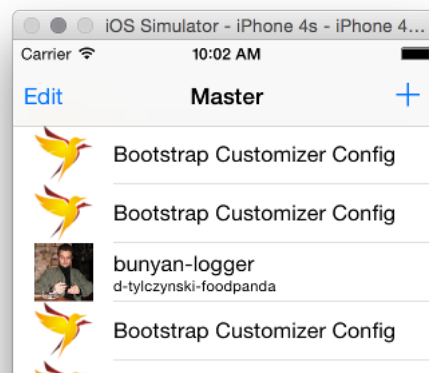 iOS Simulator - iPhone 4s - iPhone 4...
Carrier 10:02 AM
Edit Master +
Bootstrap Customizer Config
Bootstrap Customizer Config
bunyan-logger
d-tylczynski-foodpanda
Bootstrap Customizer Config